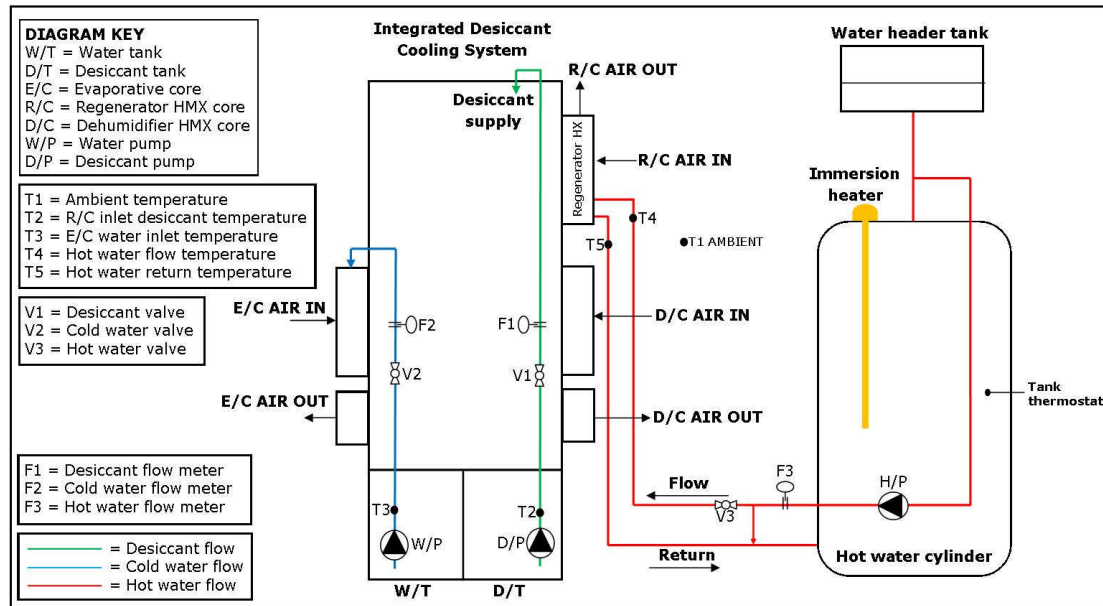 DIAGRAM KEY
W/T = Water tank
D/T = Desiccant tank
E/C = Evaporative core
R/C = Regenerator HMX core
D/C = Dehumidifier HMX core
W/P = Water pump
D/P = Desiccant pump
T1 = Ambient temperature
T2 = R/C inlet desiccant temperature
T3 = E/C water inlet temperature
T4 = Hot water flow temperature
T5 = Hot water return temperature
V1 = Desiccant valve
V2 = Cold water valve
V3 = Hot water valve
F1 = Desiccant flow meter
F2 = Cold water flow meter
F3 = Hot water flow meter
= Desiccant flow
= Cold water flow
= Hot water flow
Integrated Desiccant
Cooling System
Desiccant
supply
R/C AIR OUT
R/C AIR IN
Regenerator HX
T4
T5
T1 AMBIENT
E/C AIR IN
F2
F1
D/C AIR IN
V2
V1
E/C AIR OUT
D/C AIR OUT
T3
T2
W/P
D/P
W/T
D/T
Water header tank
Immersion
heater
Tank
thermostat
F3
H/P
Flow
V3
Return
Hot water cylinder